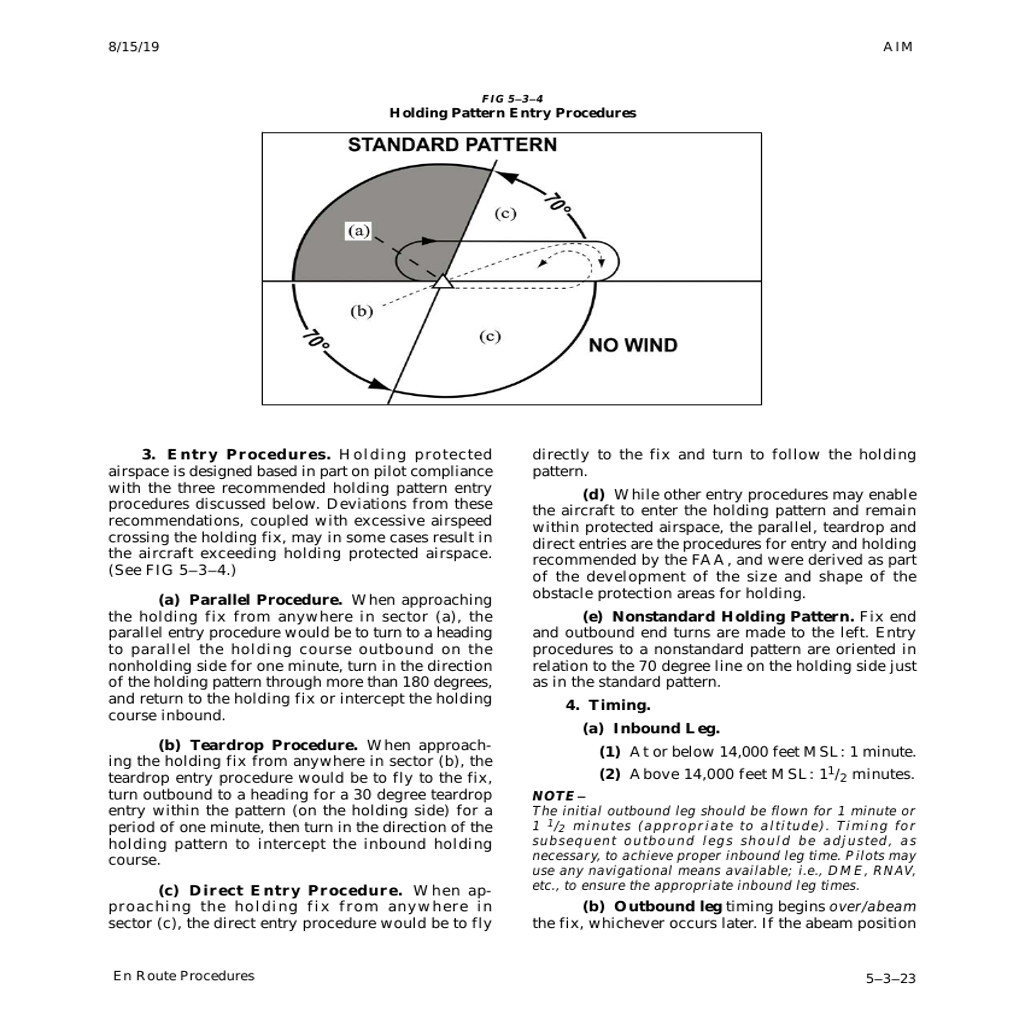 8/15/19
AIM
FIG 5–3–4
Holding Pattern Entry Procedures
STANDARD PATTERN
70°
(c)
(a)
(b)
(c)
70°
NO WIND
3. Entry Procedures. Holding protected
airspace is designed based in part on pilot compliance
with the three recommended holding pattern entry
procedures discussed below. Deviations from these
recommendations, coupled with excessive airspeed
crossing the holding fix, may in some cases result in
the aircraft exceeding holding protected airspace.
(See FIG 5–3–4.)
(a) Parallel Procedure. When approaching
the holding fix from anywhere in sector (a), the
parallel entry procedure would be to turn to a heading
to parallel the holding course outbound on the
nonholding side for one minute, turn in the direction
of the holding pattern through more than 180 degrees,
and return to the holding fix or intercept the holding
course inbound.
(b) Teardrop Procedure. When approach-
ing the holding fix from anywhere in sector (b), the
teardrop entry procedure would be to fly to the fix,
turn outbound to a heading for a 30 degree teardrop
entry within the pattern (on the holding side) for a
period of one minute, then turn in the direction of the
holding pattern to intercept the inbound holding
course.
(c) Direct Entry Procedure. When ap-
proaching the holding fix from anywhere in
sector (c), the direct entry procedure would be to fly
directly to the fix and turn to follow the holding
pattern.
(d) While other entry procedures may enable
the aircraft to enter the holding pattern and remain
within protected airspace, the parallel, teardrop and
direct entries are the procedures for entry and holding
recommended by the FAA, and were derived as part
of the development of the size and shape of the
obstacle protection areas for holding.
(e) Nonstandard Holding Pattern. Fix end
and outbound end turns are made to the left. Entry
procedures to a nonstandard pattern are oriented in
relation to the 70 degree line on the holding side just
as in the standard pattern.
4. Timing.
(a) Inbound Leg.
(1) At or below 14,000 feet MSL: 1 minute.
(2) Above 14,000 feet MSL: 1 1/2 minutes.
NOTE–
The initial outbound leg should be flown for 1 minute or
1 1/2 minutes (appropriate to altitude). Timing for
subsequent outbound legs should be adjusted, as
necessary, to achieve proper inbound leg time. Pilots may
use any navigational means available; i.e., DME, RNAV,
etc., to ensure the appropriate inbound leg times.
(b) Outbound leg timing begins over/abeam
the fix, whichever occurs later. If the abeam position
En Route Procedures
5–3–23